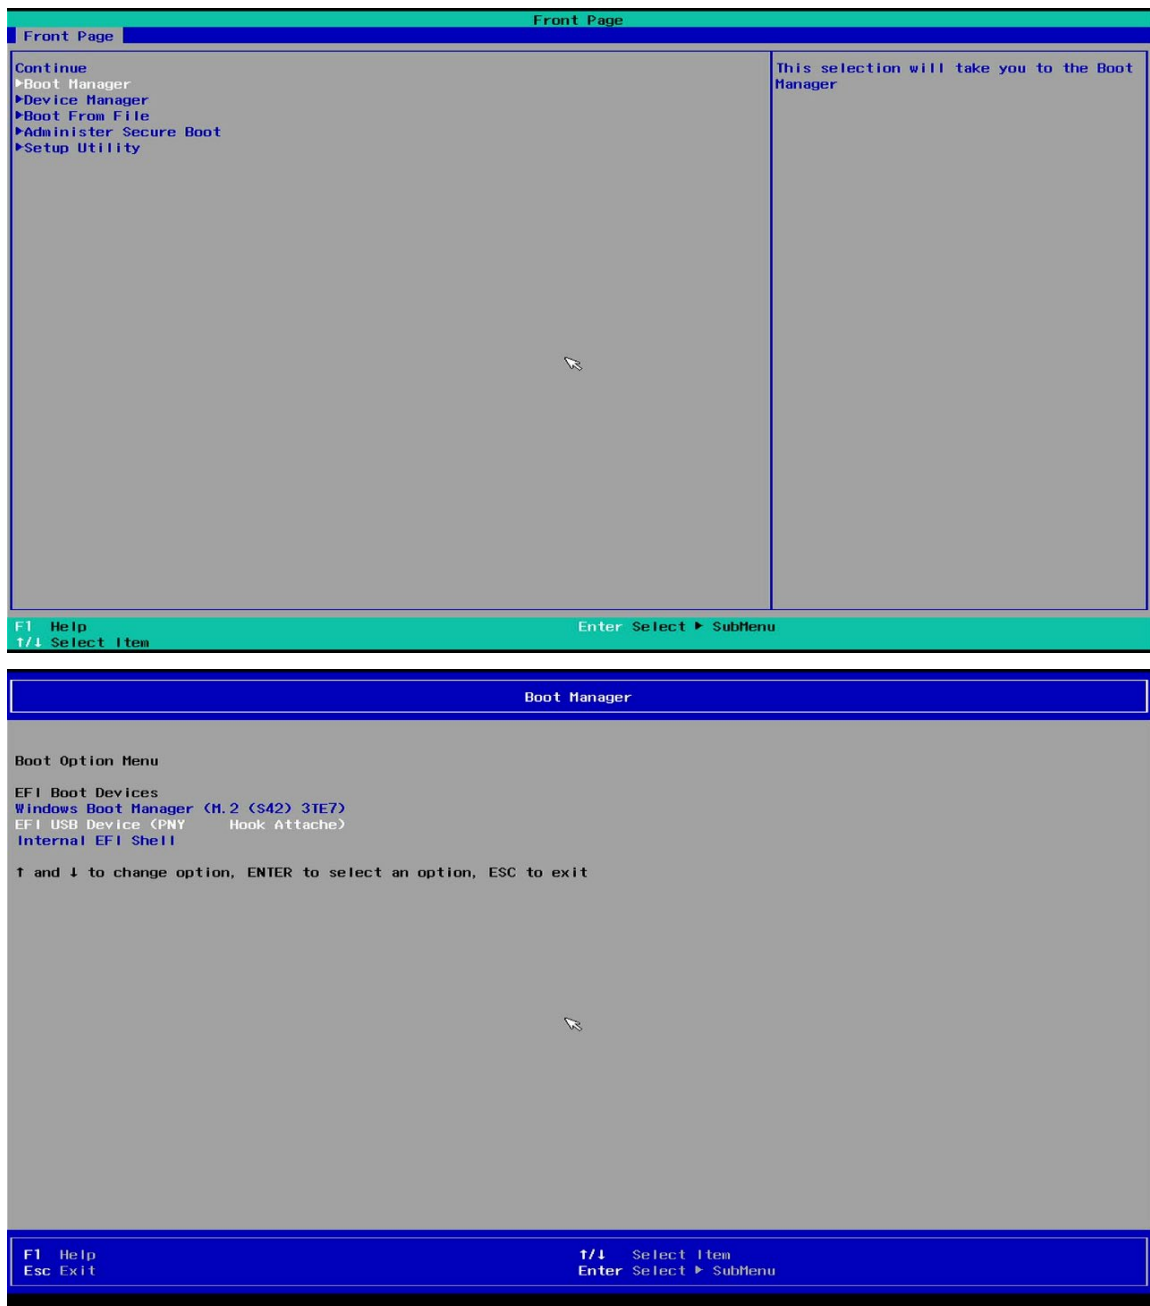 Front Page
Front Page
Continue
▶Boot Manager
▶Device Manager
▶Boot From File
▶Administer Secure Boot
▶Setup Utility
This selection will take you to the Boot
Manager
F1 Help
↑/↓ Select Item
Enter Select ▶ SubMenu
Boot Manager
Boot Option Menu
EFI Boot Devices
Windows Boot Manager (M.2 (S42) 3TE7)
EFI USB Device (PNY     Hook Attache)
Internal EFI Shell
↑ and ↓ to change option, ENTER to select an option, ESC to exit
F1 Help
Esc Exit
↑/↓ Select Item
Enter Select ▶ SubMenu